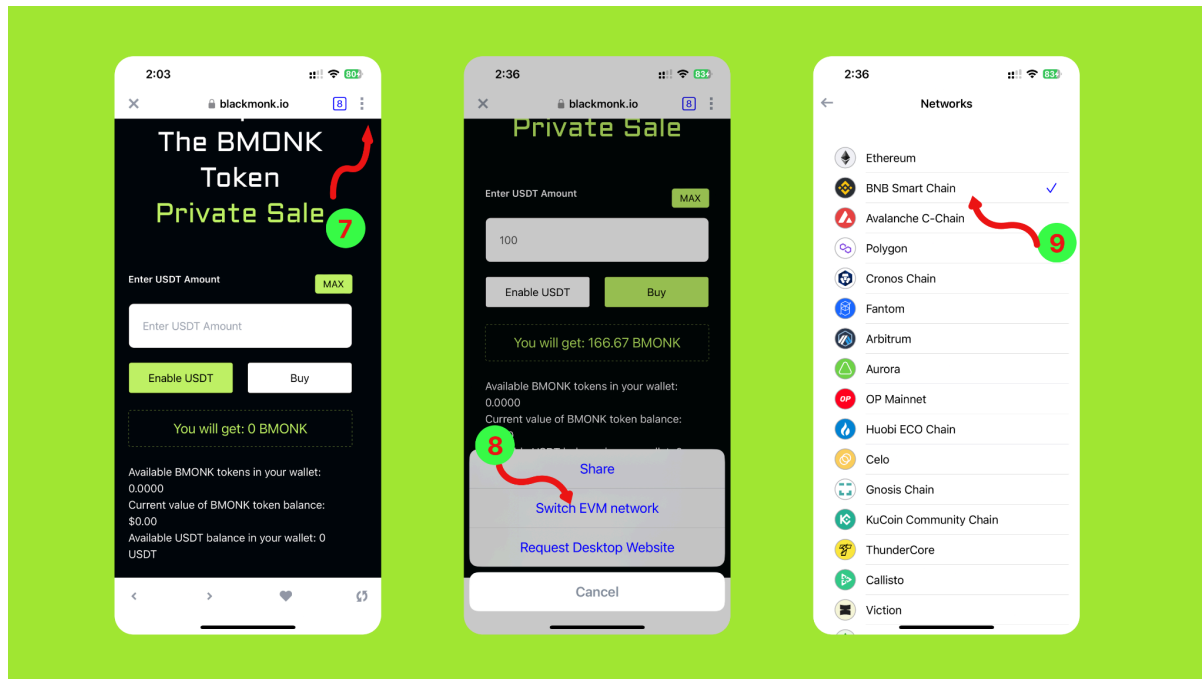 2:03
80
blackmonk.io
8
The BMONK
Token
Private Sale
7
Enter USDT Amount
MAX
Enter USDT Amount
Enable USDT
Buy
You will get: 0 BMONK
Available BMONK tokens in your wallet:
0.0000
Current value of BMONK token balance:
$0.00
Available USDT balance in your wallet: 0
USDT
2:36
83
blackmonk.io
8
Private Sale
Enter USDT Amount
MAX
100
Enable USDT
Buy
You will get: 166.67 BMONK
Available BMONK tokens in your wallet:
0.0000
Current value of BMONK token balance:
8
Share
Switch EVM network
Request Desktop Website
Cancel
2:36
83
Networks
Ethereum
BNB Smart Chain
Avalanche C-Chain
9
Polygon
Cronos Chain
Fantom
Arbitrum
Aurora
OP
OP Mainnet
Huobi ECO Chain
Celo
Gnosis Chain
KuCoin Community Chain
ThunderCore
Callisto
Viction